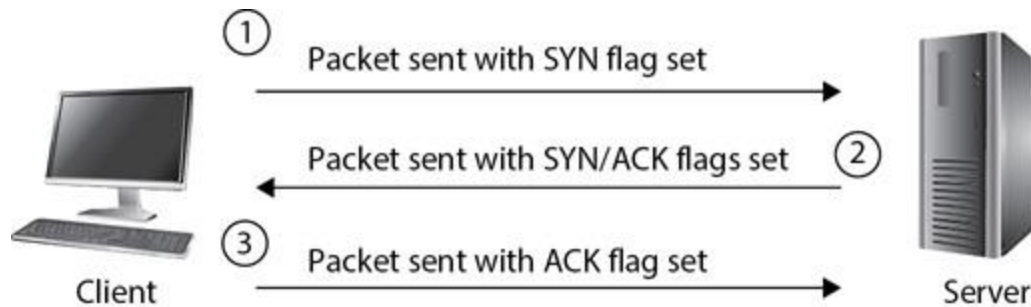 1
Packet sent with SYN flag set
Packet sent with SYN/ACK flags set
2
3
Packet sent with ACK flag set
Client
Server